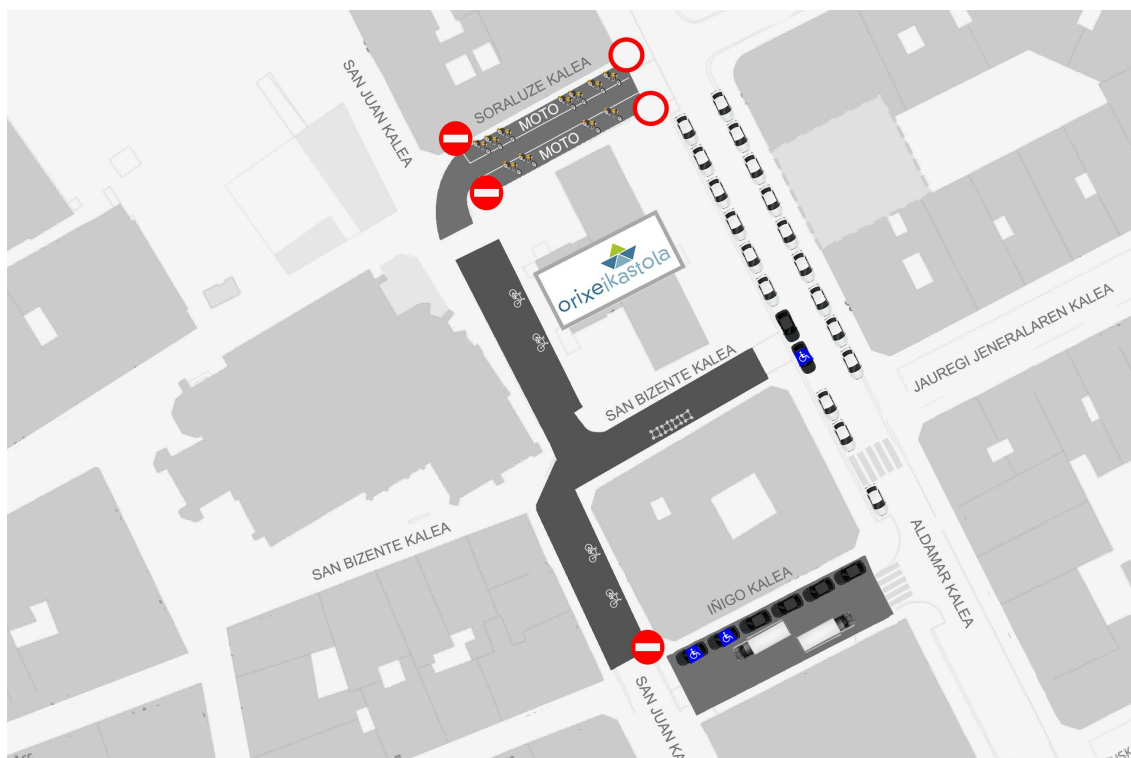 SAN JUAN KALEA
SORALUZE KALEA
MOTO
MOTO
orixeikastola
SAN BIZENTE KALEA
JAUREGI JENERALAREN KALEA
SAN BIZENTE KALEA
ALDAMAR KALEA
IÑIGO KALEA
SAN JUAN KA